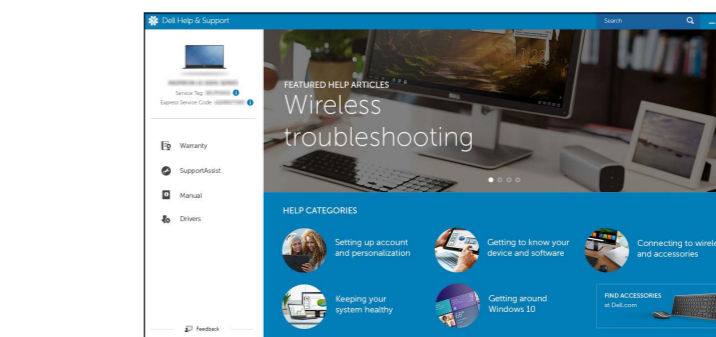 Dell Help & Support
Search
Service Tag:
Express Service Code:
Warranty
SupportAssist
Manual
Drivers
Feedback
FEATURED HELP ARTICLES
Wireless
troubleshooting
HELP CATEGORIES
Setting up account
and personalization
Getting to know your
device and software
Connecting to
and accessories
Keeping your
system healthy
Getting around
Windows 10
FIND ACCESSORIES
at Dell.com